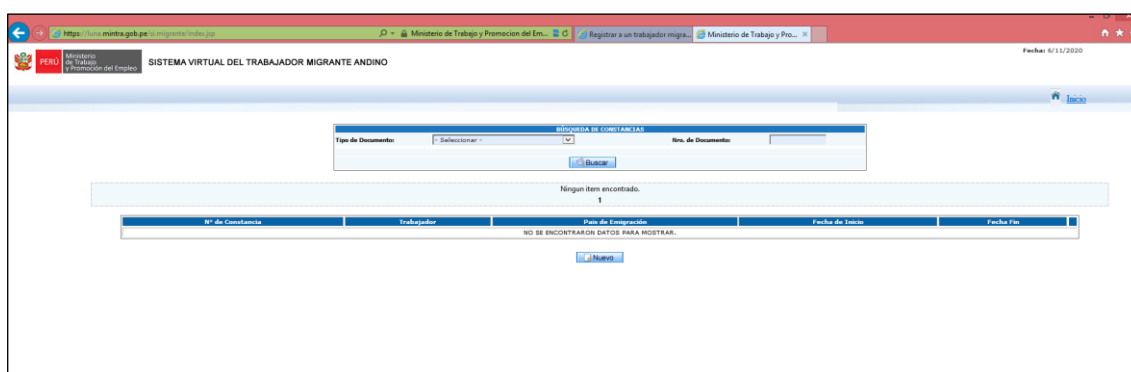 https://luna.mintra.gob.pe/si.migrante/index.jsp
Ministerio de Trabajo y Promocion del Em...
Registrar a un trabajador migra...
Ministerio de Trabajo y Pro...
PERÚ
Ministerio
de Trabajo
y Promoción del Empleo
SISTEMA VIRTUAL DEL TRABAJADOR MIGRANTE ANDINO
Fecha: 6/11/2020
Inicio
BÚSQUEDA DE CONSTANCIAS
Tipo de Documento: - Seleccionar - Nro. de Documento:
Buscar
Ningun item encontrado.
1
N° de Constancia Trabajador Pais de Emigración Fecha de Inicio Fecha Fin
NO SE ENCONTRARON DATOS PARA MOSTRAR.
Nuevo